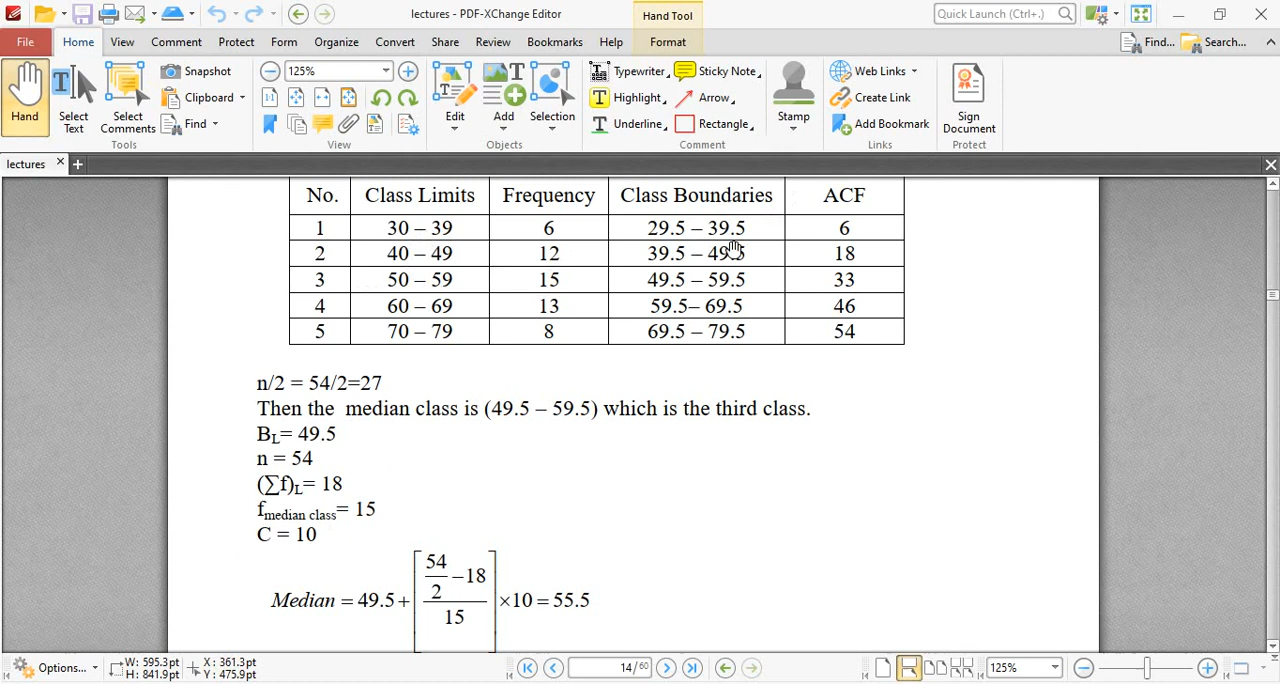 lectures - PDF-XChange Editor
Hand Tool
Quick Launch (Ctrl+.)
File Home View Comment Protect Form Organize Convert Share Review Bookmarks Help Format Find... Search...
Hand
Select Text
Select Comments
Snapshot
Clipboard
Find
Tools
125%
View
Edit
Add
Selection
Objects
Typewriter
Highlight
Underline
Sticky Note
Arrow
Rectangle
Stamp
Comment
Web Links
Create Link
Add Bookmark
Links
Sign Document
Protect
lectures
No. Class Limits Frequency Class Boundaries ACF
1 30 – 39 6 29.5 – 39.5 6
2 40 – 49 12 39.5 – 49.5 18
3 50 – 59 15 49.5 – 59.5 33
4 60 – 69 13 59.5– 69.5 46
5 70 – 79 8 69.5 – 79.5 54
n/2 = 54/2=27
Then the median class is (49.5 – 59.5) which is the third class.
BL= 49.5
n = 54
(∑f)L= 18
fmedian class= 15
C = 10
Median = 49.5 + [(54/2 – 18)/15] × 10 = 55.5
Options... W: 595.3pt H: 841.9pt X: 361.3pt Y: 475.9pt 14 / 60 125%